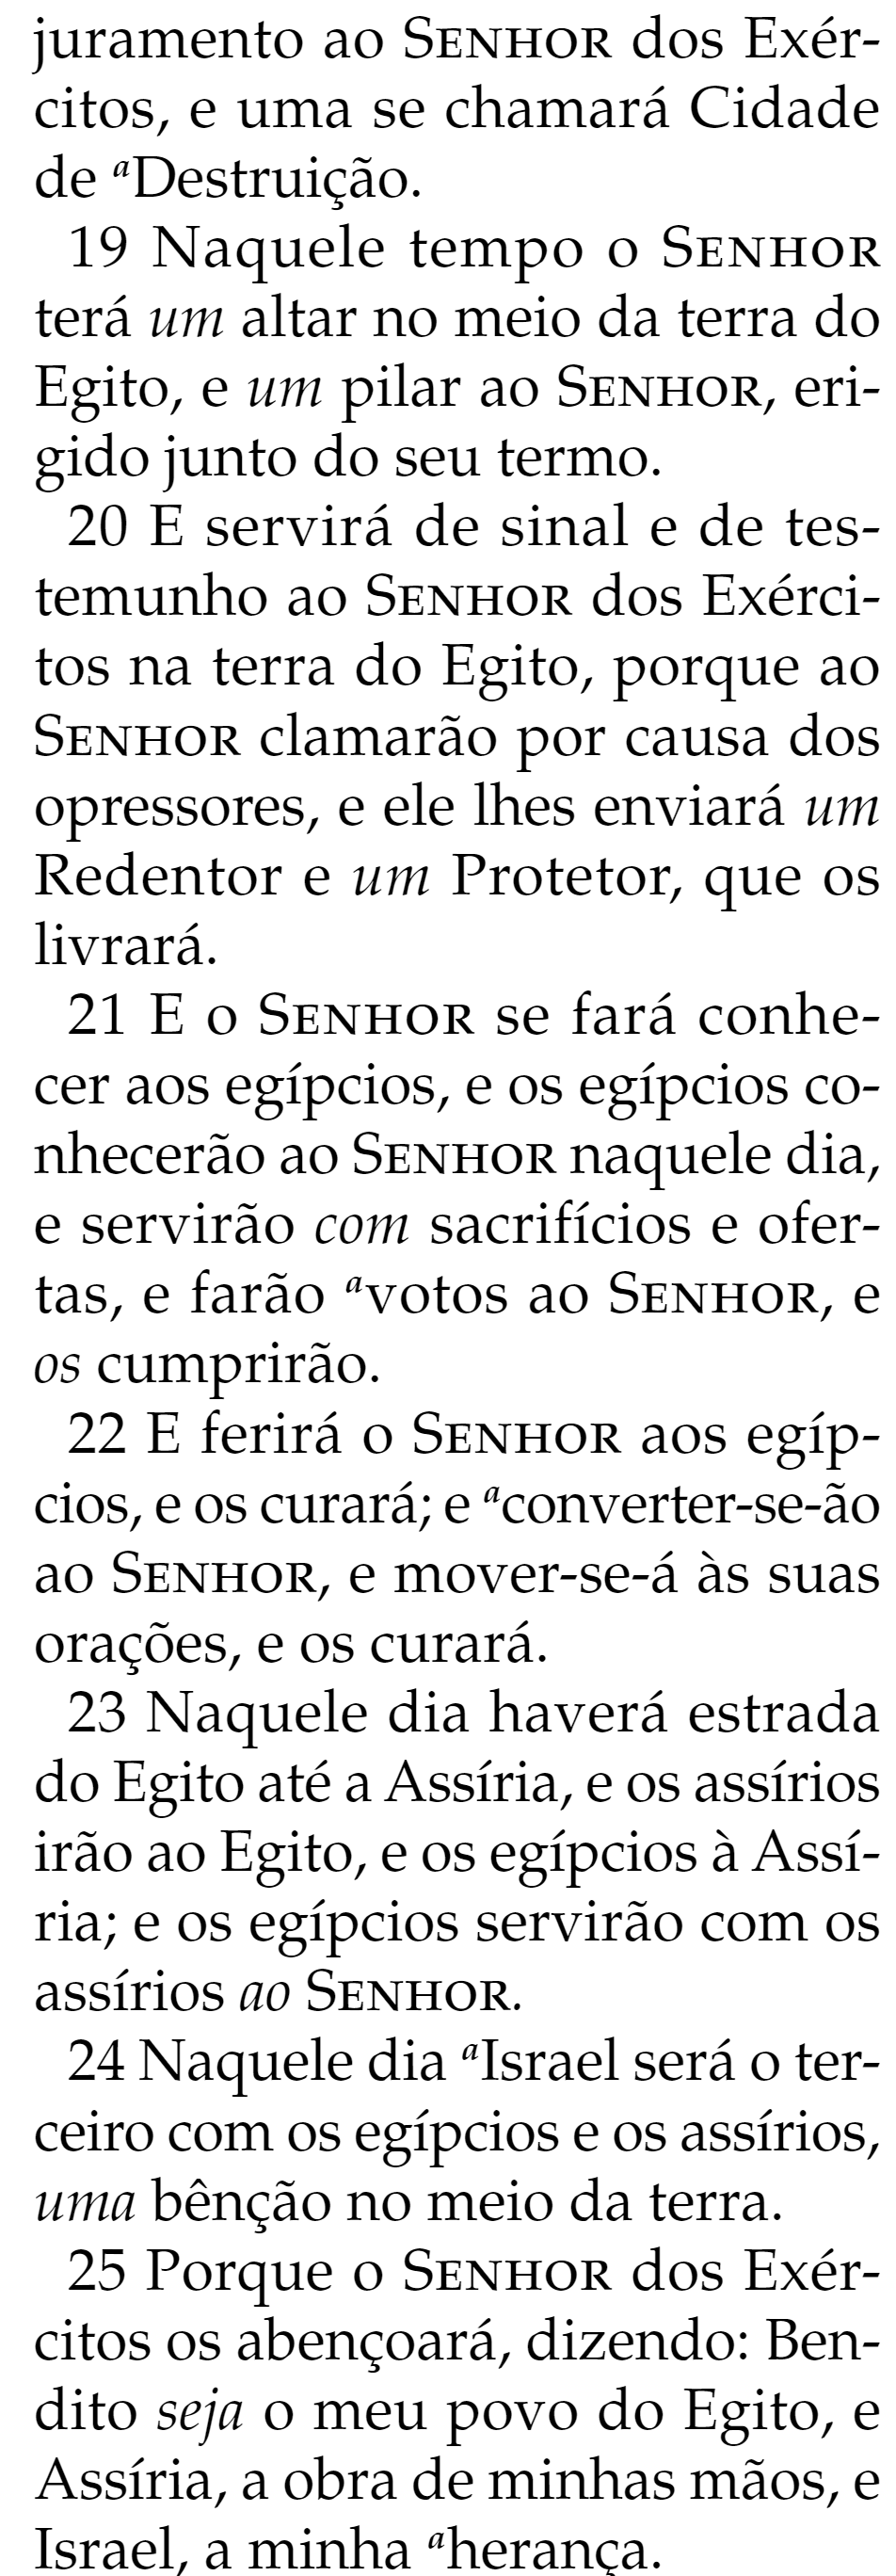 juramento ao SENHOR dos Exér-
citos, e uma se chamará Cidade
de ᵃDestruição.
19 Naquele tempo o SENHOR
terá um altar no meio da terra do
Egito, e um pilar ao SENHOR, eri-
gido junto do seu termo.
20 E servirá de sinal e de tes-
temunho ao SENHOR dos Exérci-
tos na terra do Egito, porque ao
SENHOR clamarão por causa dos
opressores, e ele lhes enviará um
Redentor e um Protetor, que os
livrará.
21 E o SENHOR se fará conhe-
cer aos egípcios, e os egípcios co-
nhecerão ao SENHOR naquele dia,
e servirão com sacrifícios e ofer-
tas, e farão ᵃvotos ao SENHOR, e
os cumprirão.
22 E ferirá o SENHOR aos egíp-
cios, e os curará; e ᵃconverter-se-ão
ao SENHOR, e mover-se-á às suas
orações, e os curará.
23 Naquele dia haverá estrada
do Egito até a Assíria, e os assírios
irão ao Egito, e os egípcios à Assí-
ria; e os egípcios servirão com os
assírios ao SENHOR.
24 Naquele dia ᵃIsrael será o ter-
ceiro com os egípcios e os assírios,
uma bênção no meio da terra.
25 Porque o SENHOR dos Exér-
citos os abençoará, dizendo: Ben-
dito seja o meu povo do Egito, e
Assíria, a obra de minhas mãos, e
Israel, a minha ᵃherança.